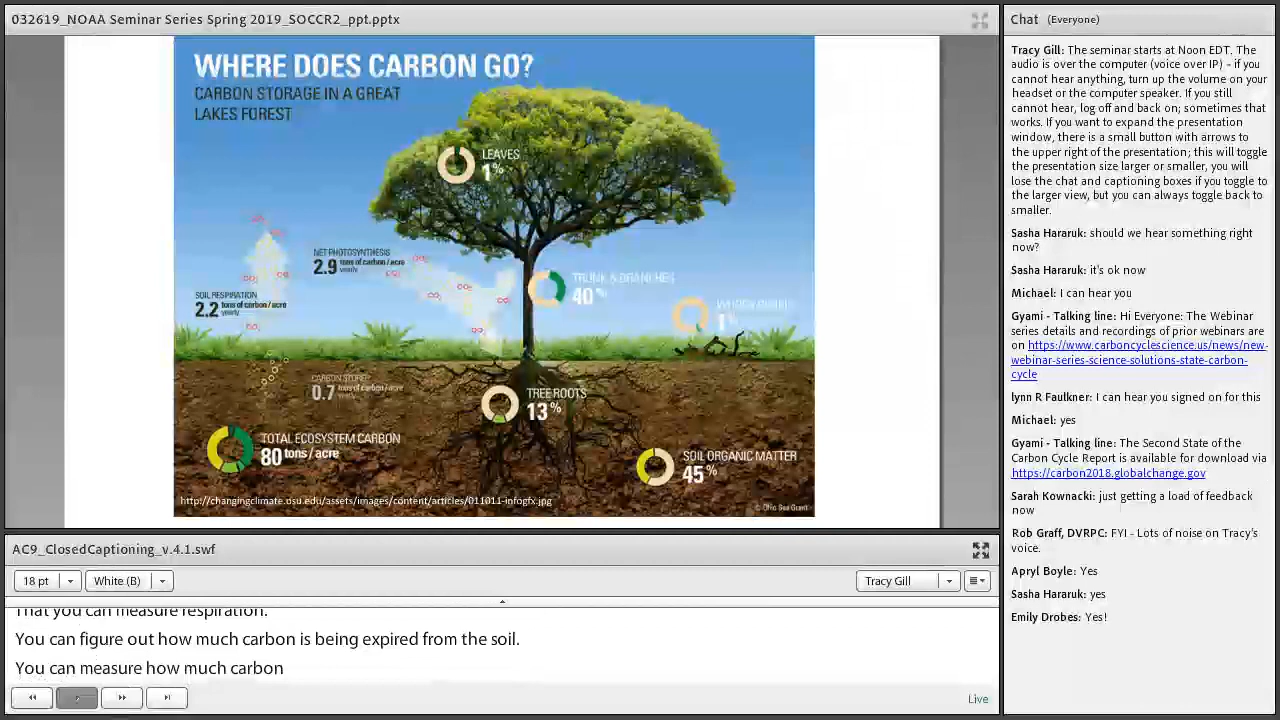 032619_NOAA Seminar Series Spring 2019_SOCCR2_ppt.pptx
WHERE DOES CARBON GO?
CARBON STORAGE IN A GREAT
LAKES FOREST
LEAVES
1%
NET PHOTOSYNTHESIS
2.9 tons of carbon / acre
yearly
SOIL RESPIRATION
2.2 tons of carbon / acre
yearly
TRUNK & BRANCHES
40%
1%
CARBON STORED
0.7 tons of carbon / acre
yearly
TREE ROOTS
13%
TOTAL ECOSYSTEM CARBON
80 tons / acre
SOIL ORGANIC MATTER
45%
http://changingclimate.osu.edu/assets/images/content/articles/011011-infogfx.jpg
© Ohio Sea Grant
AC9_ClosedCaptioning_v.4.1.swf
18 pt
White (B)
Tracy Gill
That you can measure respiration.
You can figure out how much carbon is being expired from the soil.
You can measure how much carbon
Live
Chat (Everyone)
Tracy Gill: The seminar starts at Noon EDT. The
audio is over the computer (voice over IP) - if you
cannot hear anything, turn up the volume on your
headset or the computer speaker. If you still
cannot hear, log off and back on; sometimes that
works. If you want to expand the presentation
window, there is a small button with arrows to
the upper right of the presentation; this will toggle
the presentation size larger or smaller, you will
lose the chat and captioning boxes if you toggle to
the larger view, but you can always toggle back to
smaller.
Sasha Hararuk: should we hear something right
now?
Sasha Hararuk: it's ok now
Michael: I can hear you
Gyami - Talking line: Hi Everyone: The Webinar
series details and recordings of prior webinars are
on https://www.carboncyclescience.us/news/new-
webinar-series-science-solutions-state-carbon-
cycle
lynn R Faulkner: I can hear you signed on for this
Michael: yes
Gyami - Talking line: The Second State of the
Carbon Cycle Report is available for download via
https://carbon2018.globalchange.gov
Sarah Kownacki: just getting a load of feedback
now
Rob Graff, DVRPC: FYI - Lots of noise on Tracy's
voice.
Apryl Boyle: Yes
Sasha Hararuk: yes
Emily Drobes: Yes!